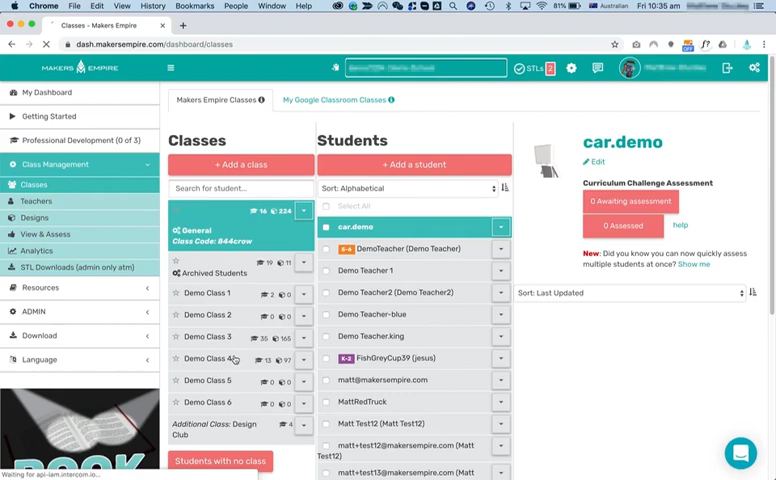 Chrome File Edit View History Bookmarks People Window Help
81% Australian Fri 10:35 am
Classes - Makers Empire
dash.makersempire.com/dashboard/classes
MAKERS EMPIRE
STLs 2
My Dashboard
Getting Started
Professional Development (0 of 3)
Class Management
Classes
Teachers
Designs
View & Assess
Analytics
STL Downloads (admin only atm)
Resources
ADMIN
Download
Language
BOOK
Waiting for api-iam.intercom.io...
Makers Empire Classes
My Google Classroom Classes
Classes
+ Add a class
Search for student...
16 224
General
Class Code: 844crow
19 11
Archived Students
Demo Class 1 2 0
Demo Class 2 0 0
Demo Class 3 35 165
Demo Class 4 13 97
Demo Class 5 0 0
Demo Class 6 0 0
Additional Class: Design Club 4
Students with no class
Students
+ Add a student
Sort: Alphabetical
Select All
car.demo
DemoTeacher (Demo Teacher)
Demo Teacher 1
Demo Teacher2 (Demo Teacher2)
Demo Teacher-blue
Demo Teacher.king
K-2 FishGreyCup39 (jesus)
matt@makersempire.com
MattRedTruck
Matt Test12 (Matt Test12)
matt+test12@makersempire.com (Matt
Test12)
matt+test13@makersempire.com (Matt
car.demo
Edit
Curriculum Challenge Assessment
0 Awaiting assessment
0 Assessed
help
New: Did you know you can now quickly assess
multiple students at once? Show me
Sort: Last Updated